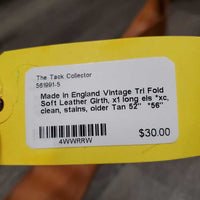 The Tack Collector
561991-5
Made in England Vintage Tri Fold
Soft Leather Girth, x1 long els *xc,
clean, stains, older Tan 52" *56"
$30.00
4WWRRW